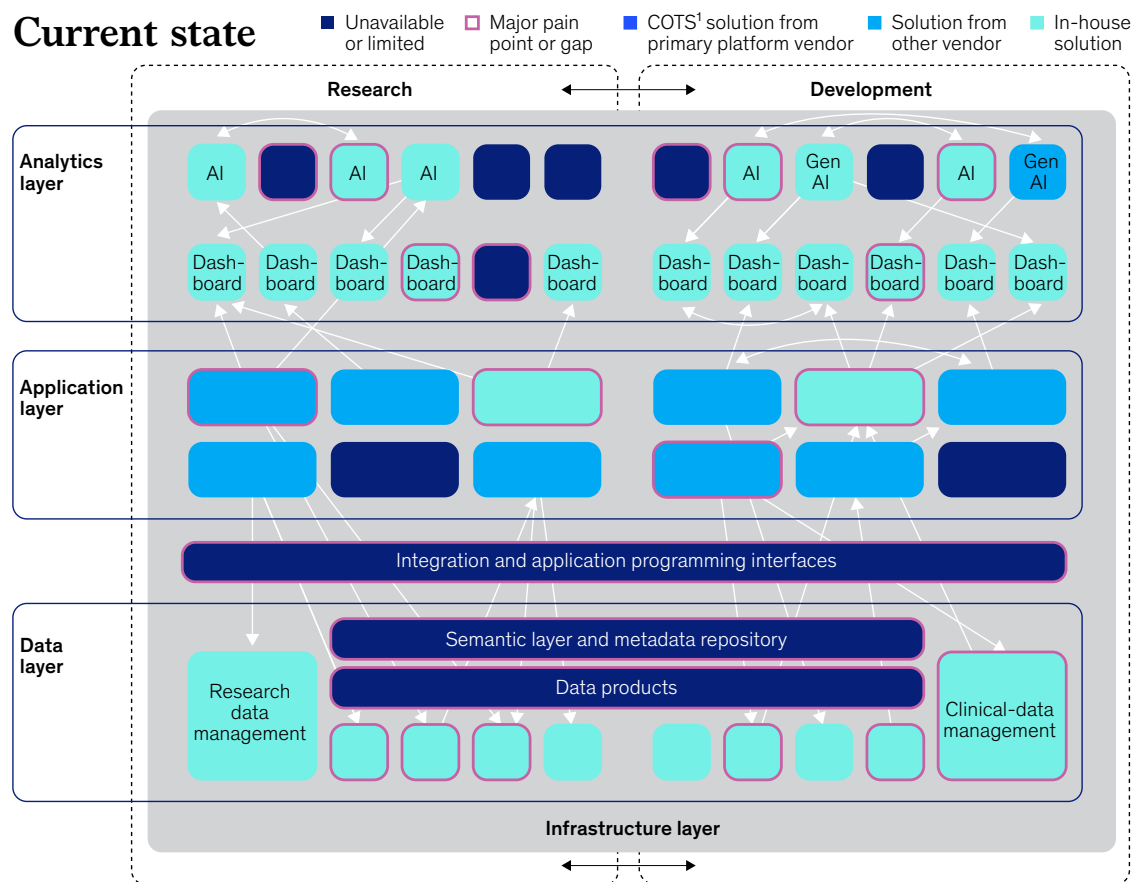 Current state
Unavailable
or limited
Major pain
point or gap
COTS¹ solution from
primary platform vendor
Solution from
other vendor
In-house
solution
Research
Development
Analytics
layer
AI
AI
AI
AI
Gen
AI
AI
Gen
AI
Dash-
board
Dash-
board
Dash-
board
Dash-
board
Dash-
board
Dash-
board
Dash-
board
Dash-
board
Dash-
board
Dash-
board
Dash-
board
Application
layer
Integration and application programming interfaces
Data
layer
Semantic layer and metadata repository
Data products
Research
data
management
Clinical-data
management
Infrastructure layer